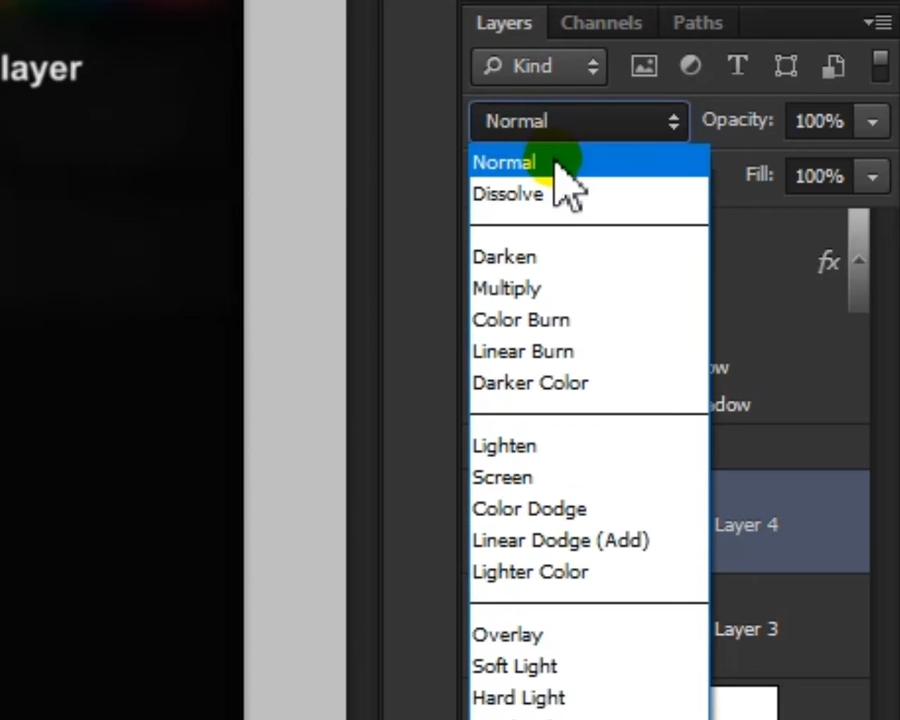 layer
Layers Channels Paths
Kind
Normal Opacity: 100%
Normal
Fill: 100%
Dissolve
fx
Darken
Multiply
Color Burn
Linear Burn
Darker Color
Lighten
Screen
Color Dodge
Layer 4
Linear Dodge (Add)
Lighter Color
Overlay
Layer 3
Soft Light
Hard Light